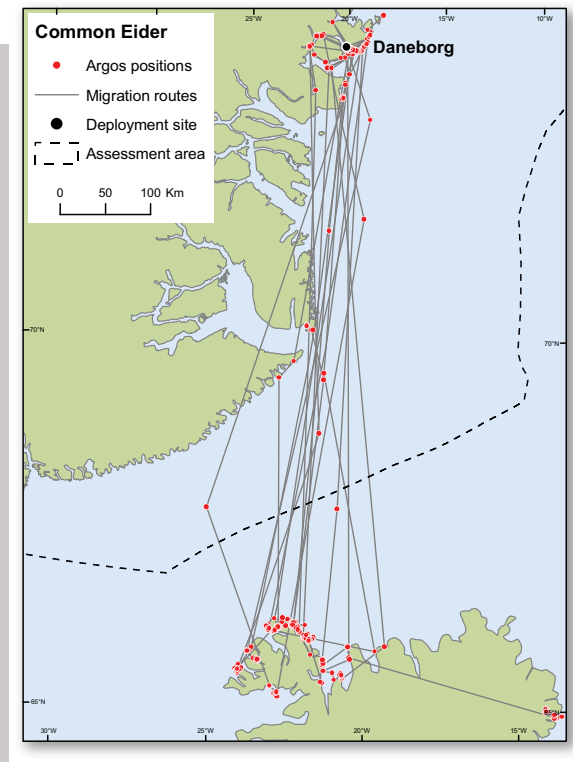 25°W 20°W 15°W 10°W
Common Eider
Argos positions
Migration routes
Deployment site
Assessment area
0 50 100 Km
Daneborg
70°N 70°N
65°N 65°N
30°W 25°W 20°W 15°W